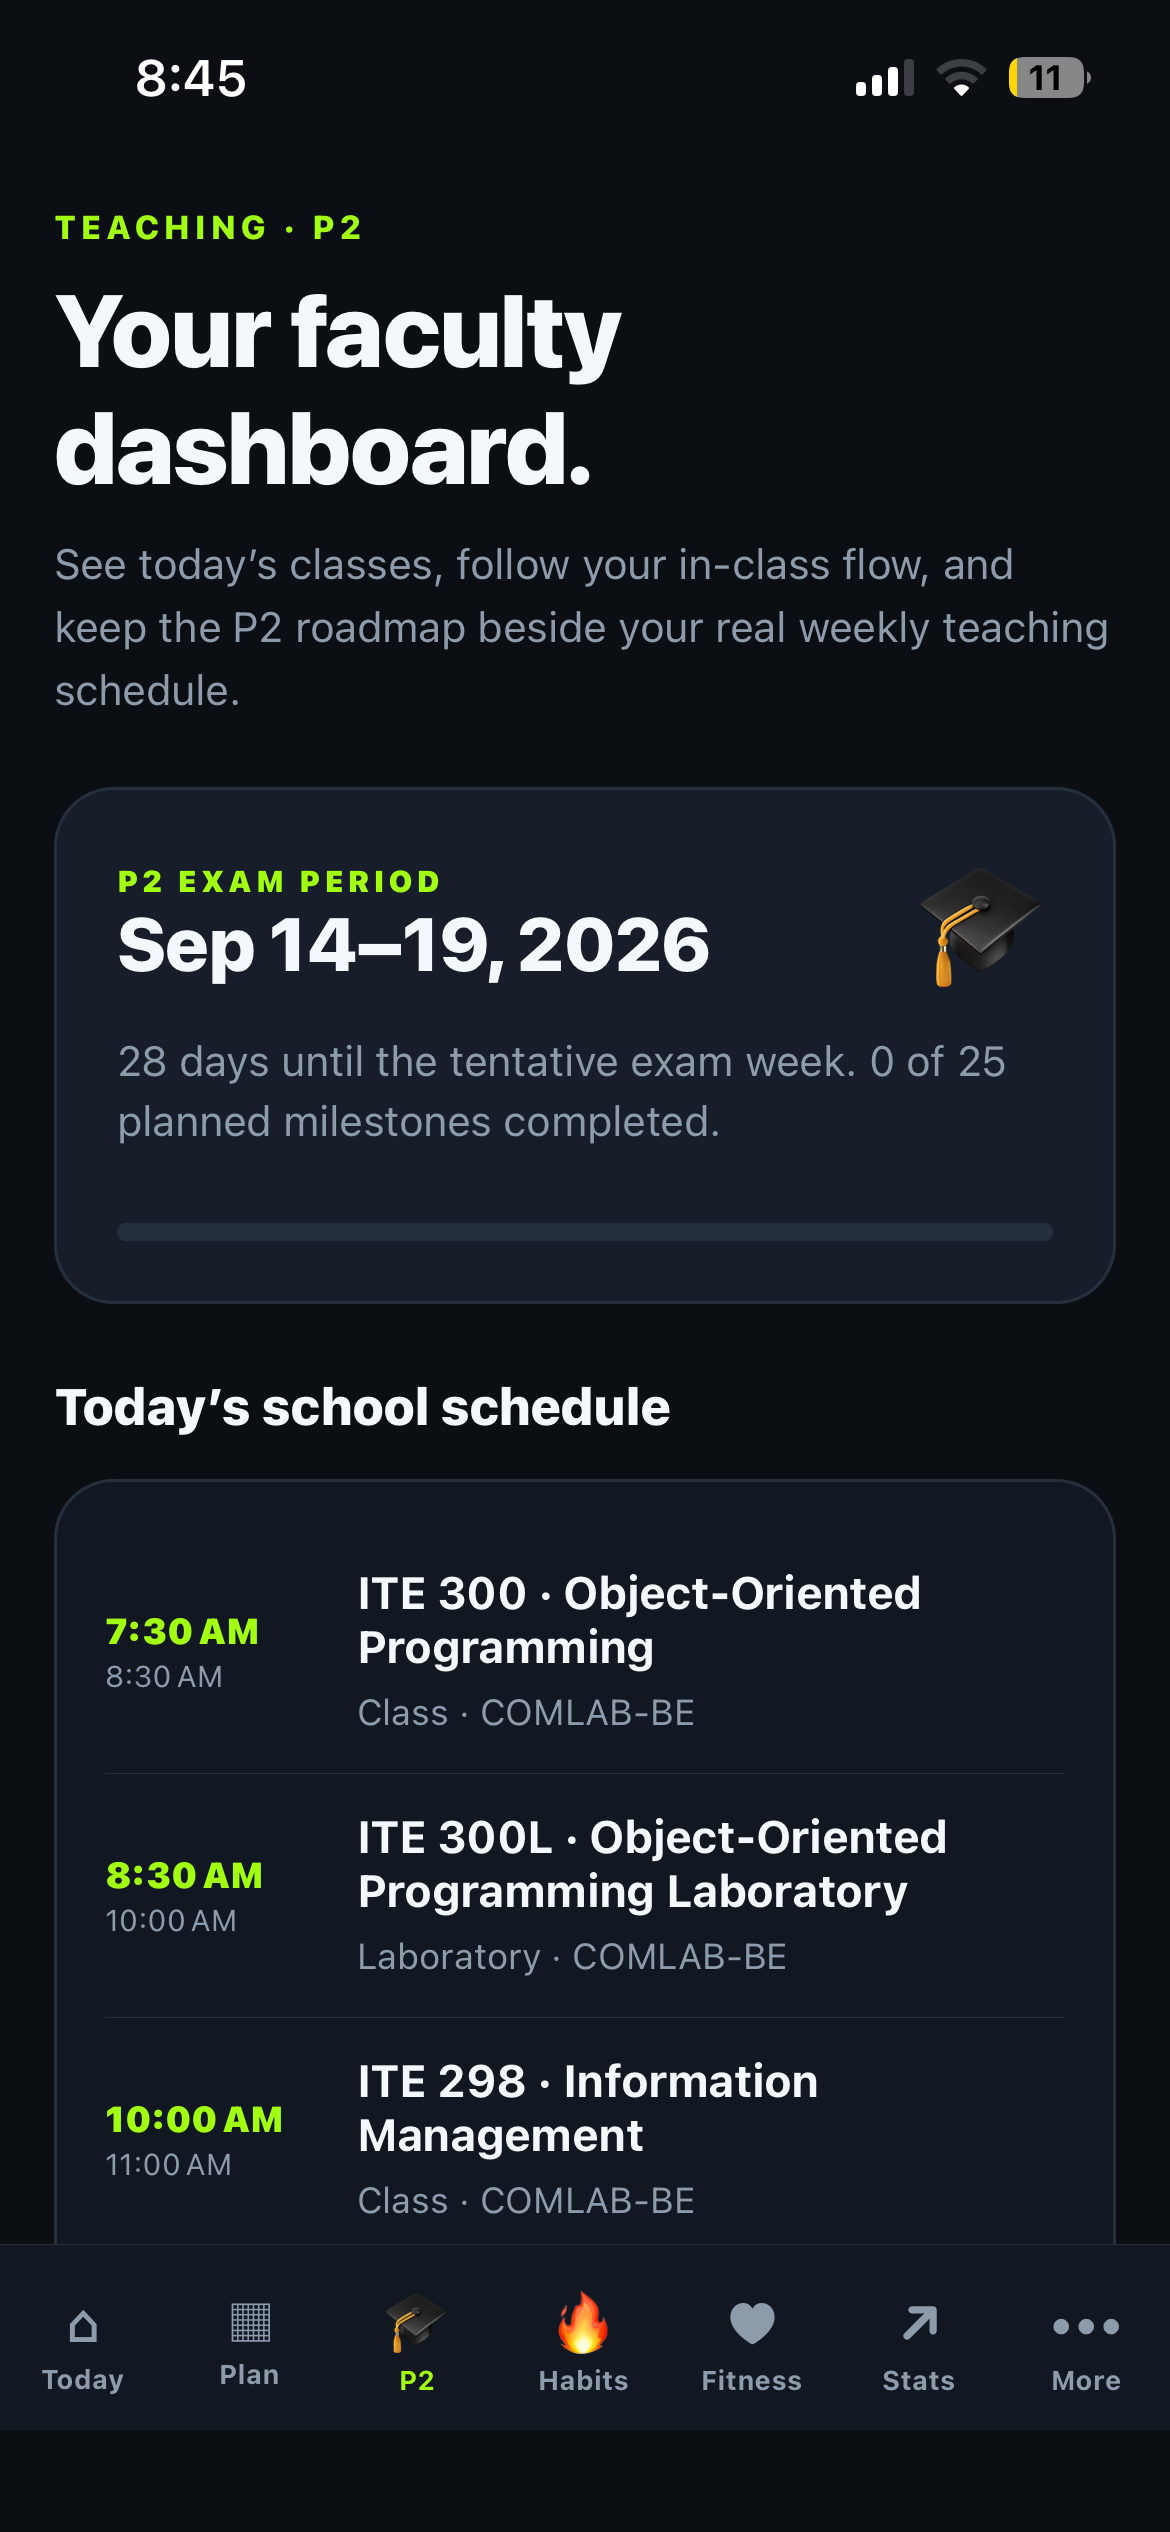 8:45
11
TEACHING · P2
Your faculty
dashboard.
See today’s classes, follow your in-class flow, and
keep the P2 roadmap beside your real weekly teaching
schedule.
P2 EXAM PERIOD
Sep 14–19, 2026
28 days until the tentative exam week. 0 of 25
planned milestones completed.
Today’s school schedule
7:30 AM
8:30 AM
ITE 300 · Object-Oriented
Programming
Class · COMLAB-BE
8:30 AM
10:00 AM
ITE 300L · Object-Oriented
Programming Laboratory
Laboratory · COMLAB-BE
10:00 AM
11:00 AM
ITE 298 · Information
Management
Class · COMLAB-BE
Today
Plan
P2
Habits
Fitness
Stats
More